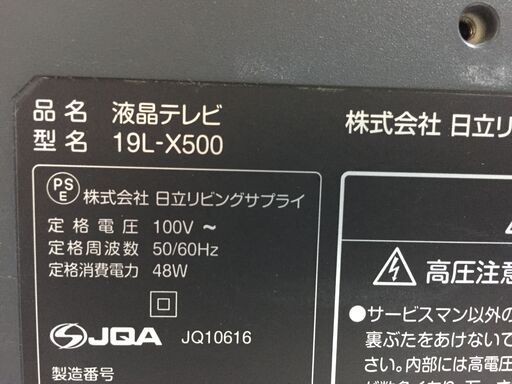 品名 液晶テレビ
型名 19L-X500
株式会社 日立リ
PSE 株式会社 日立リビングサプライ
定格電圧 100V ~
定格周波数 50/60Hz
定格消費電力 48W
JQA JQ10616
製造番号
高圧注意
●サービスマン以外の
裏ぶたをあけないで
さい。内部には高電圧